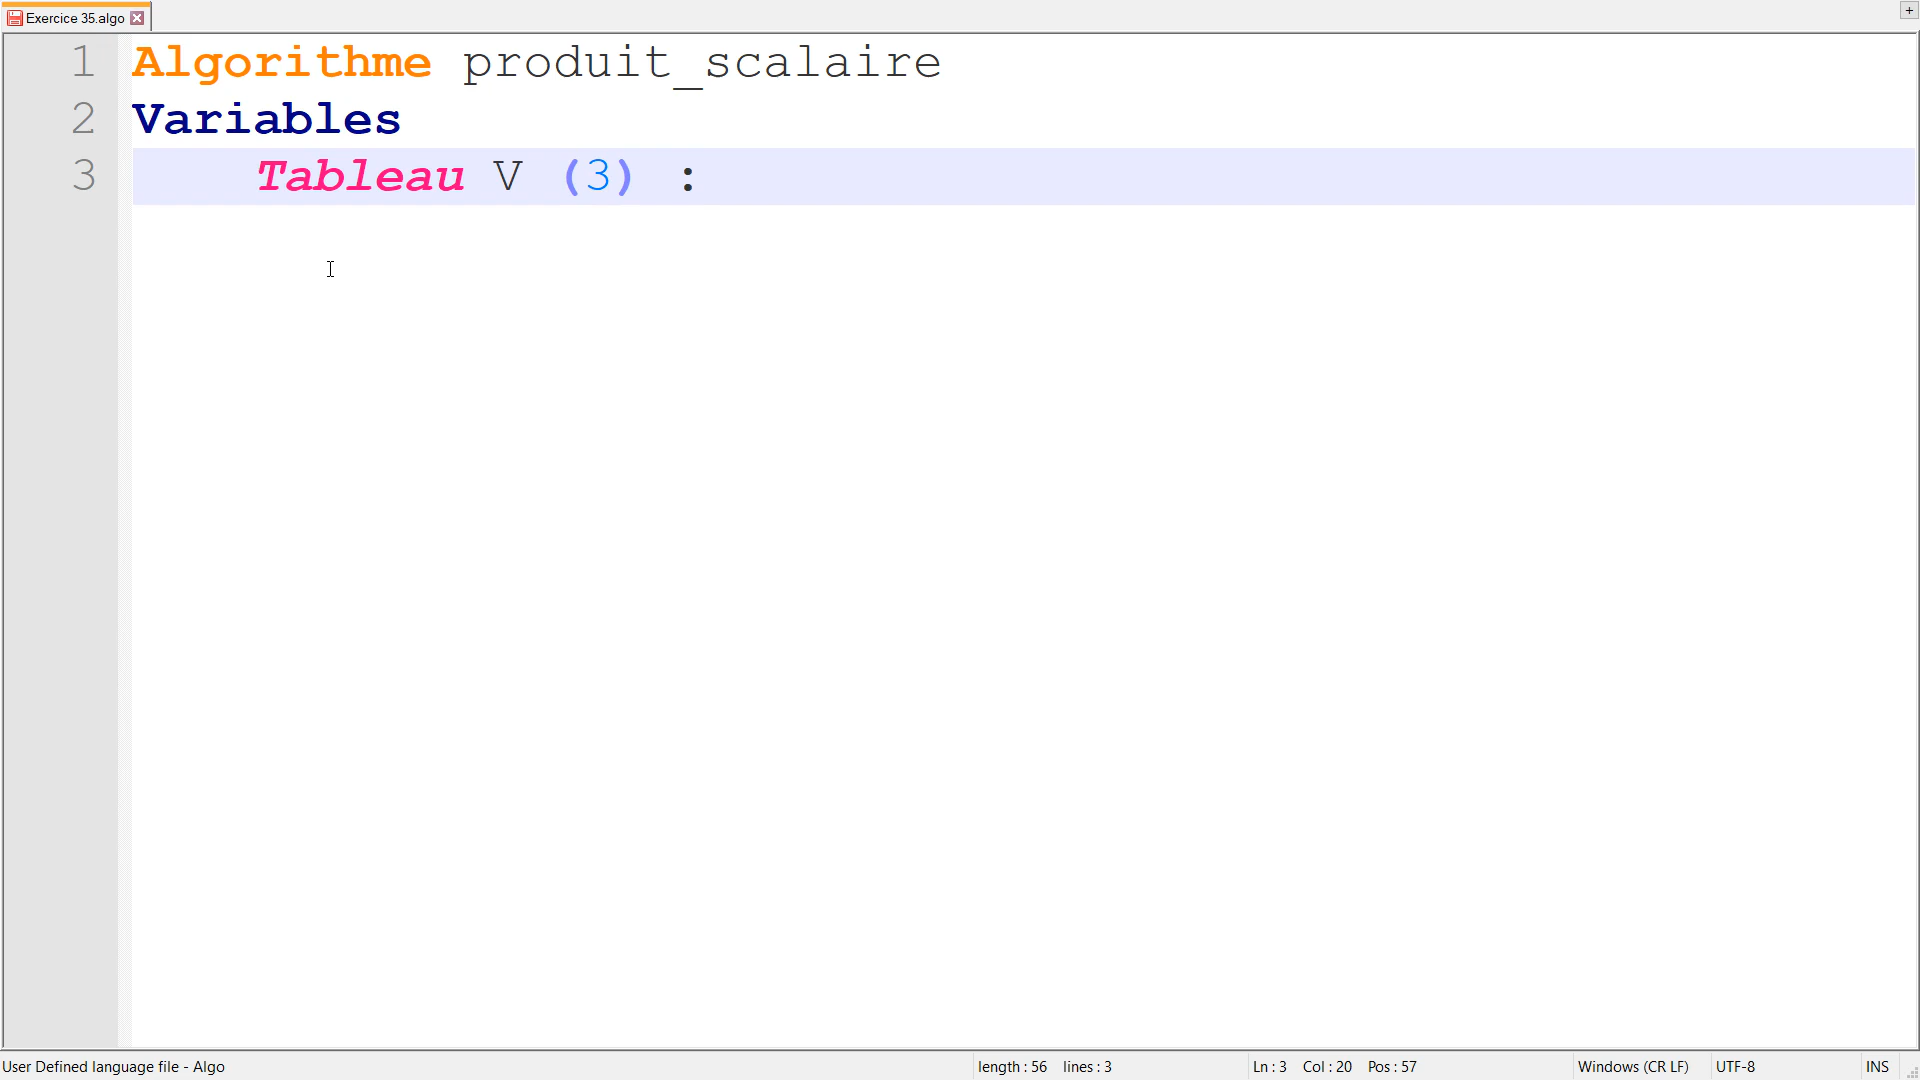 Exercice 35.algo
+
1 Algorithme produit_scalaire
2 Variables
3 Tableau V (3) :
User Defined language file - Algo length : 56 lines : 3 Ln : 3 Col : 20 Pos : 57 Windows (CR LF) UTF-8 INS